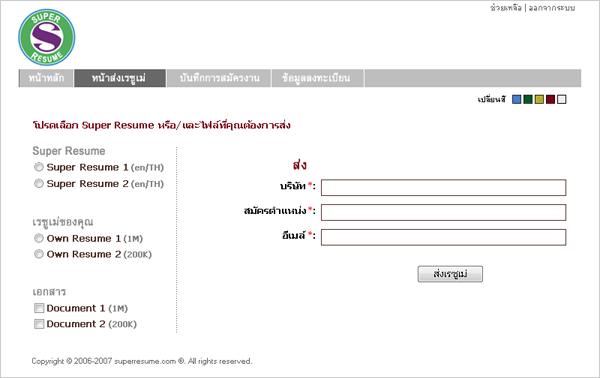 ช่วยเหลือ | ออกจากระบบ
SUPER
S
RESUME
หน้าหลัก
หน้าส่งเรซูเม่
บันทึกการสมัครงาน
ข้อมูลลงทะเบียน
เปลี่ยนสี
โปรดเลือก Super Resume หรือ/และไฟล์ที่คุณต้องการส่ง
Super Resume
Super Resume 1 (en/TH)
Super Resume 2 (en/TH)
เรซูเม่ของคุณ
Own Resume 1 (1M)
Own Resume 2 (200K)
เอกสาร
Document 1 (1M)
Document 2 (200K)
ส่ง
บริษัท *:
สมัครตำแหน่ง *:
อีเมล์ *:
ส่งเรซูเม่
Copyright © 2006-2007 superresume.com ®. All rights reserved.